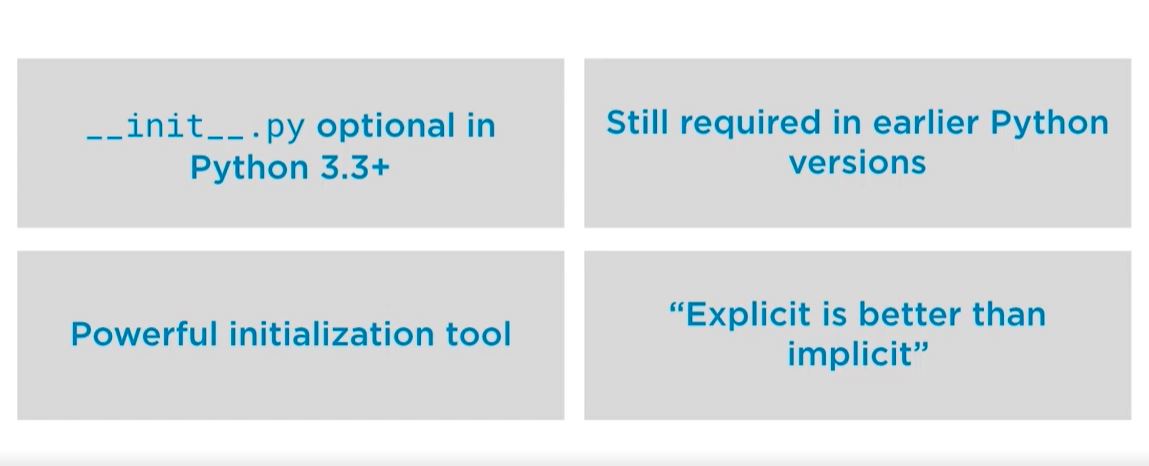 __init__.py optional in
Python 3.3+
Still required in earlier Python
versions
Powerful initialization tool
“Explicit is better than
implicit”